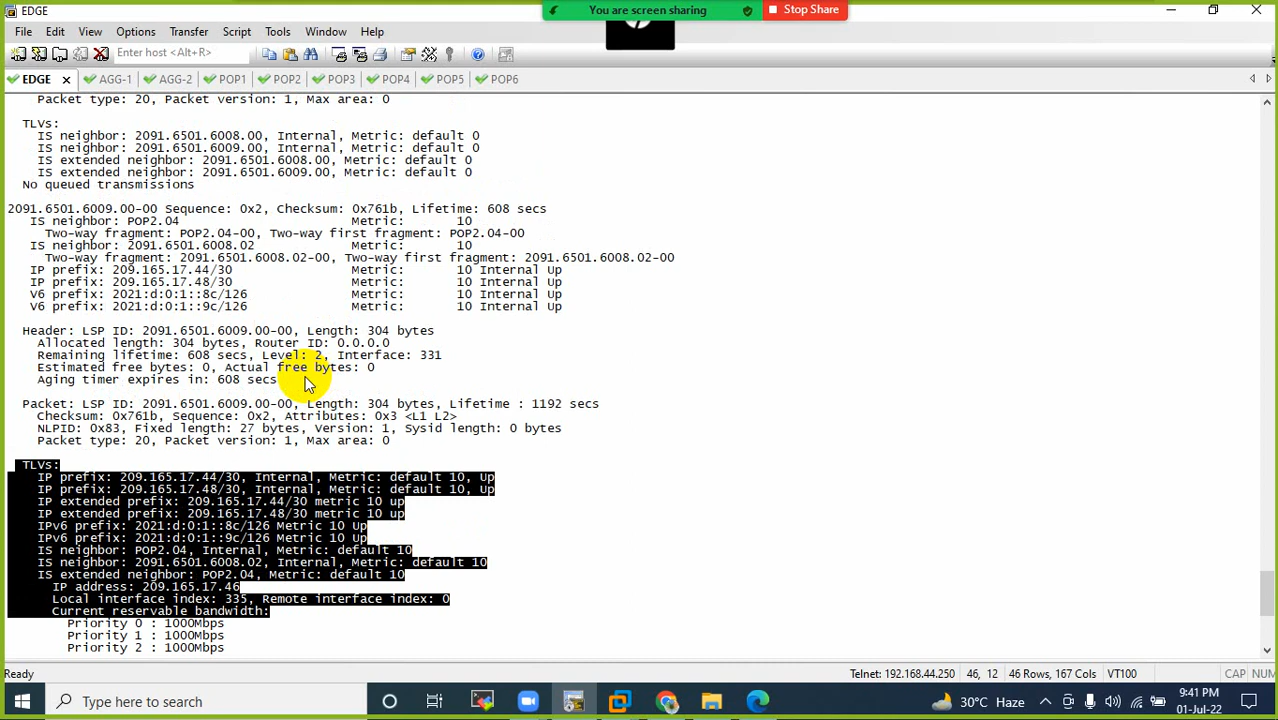 EDGE
You are screen sharing
Stop Share
File Edit View Options Transfer Script Tools Window Help
Enter host <Alt+R>
EDGE AGG-1 AGG-2 POP1 POP2 POP3 POP4 POP5 POP6
Packet type: 20, Packet version: 1, Max area: 0
TLVs:
IS neighbor: 2091.6501.6008.00, Internal, Metric: default 0
IS neighbor: 2091.6501.6009.00, Internal, Metric: default 0
IS extended neighbor: 2091.6501.6008.00, Metric: default 0
IS extended neighbor: 2091.6501.6009.00, Metric: default 0
No queued transmissions
2091.6501.6009.00-00 Sequence: 0x2, Checksum: 0x761b, Lifetime: 608 secs
IS neighbor: POP2.04 Metric: 10
Two-way fragment: POP2.04-00, Two-way first fragment: POP2.04-00
IS neighbor: 2091.6501.6008.02 Metric: 10
Two-way fragment: 2091.6501.6008.02-00, Two-way first fragment: 2091.6501.6008.02-00
IP prefix: 209.165.17.44/30 Metric: 10 Internal Up
IP prefix: 209.165.17.48/30 Metric: 10 Internal Up
V6 prefix: 2021:d:0:1::8c/126 Metric: 10 Internal Up
V6 prefix: 2021:d:0:1::9c/126 Metric: 10 Internal Up
Header: LSP ID: 2091.6501.6009.00-00, Length: 304 bytes
Allocated length: 304 bytes, Router ID: 0.0.0.0
Remaining lifetime: 608 secs, Level: 2, Interface: 331
Estimated free bytes: 0, Actual free bytes: 0
Aging timer expires in: 608 secs
Packet: LSP ID: 2091.6501.6009.00-00, Length: 304 bytes, Lifetime : 1192 secs
Checksum: 0x761b, Sequence: 0x2, Attributes: 0x3 <L1 L2>
NLPID: 0x83, Fixed length: 27 bytes, Version: 1, Sysid length: 0 bytes
Packet type: 20, Packet version: 1, Max area: 0
TLVs:
IP prefix: 209.165.17.44/30, Internal, Metric: default 10, Up
IP prefix: 209.165.17.48/30, Internal, Metric: default 10, Up
IP extended prefix: 209.165.17.44/30 metric 10 up
IP extended prefix: 209.165.17.48/30 metric 10 up
IPv6 prefix: 2021:d:0:1::8c/126 Metric 10 Up
IPv6 prefix: 2021:d:0:1::9c/126 Metric 10 Up
IS neighbor: POP2.04, Internal, Metric: default 10
IS neighbor: 2091.6501.6008.02, Internal, Metric: default 10
IS extended neighbor: POP2.04, Metric: default 10
IP address: 209.165.17.46
Local interface index: 335, Remote interface index: 0
Current reservable bandwidth:
Priority 0 : 1000Mbps
Priority 1 : 1000Mbps
Priority 2 : 1000Mbps
Ready Telnet: 192.168.44.250 46, 12 46 Rows, 167 Cols VT100 CAP NUM
Type here to search 30°C Haze 9:41 PM
01-Jul-22